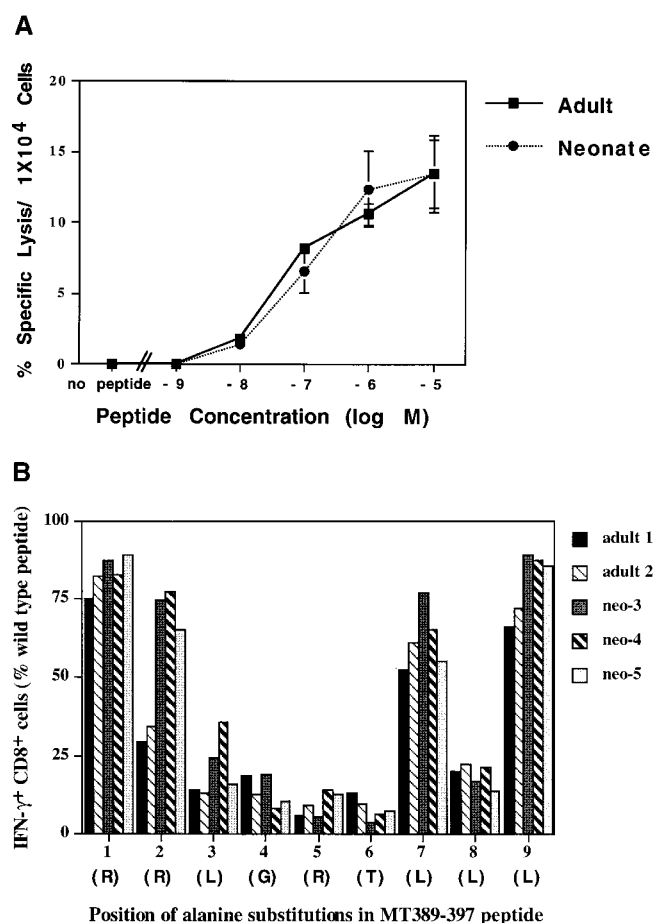 A
% Specific Lysis/ 1X10⁴ Cells
20
15
10
5
0
no peptide
- 9
- 8
- 7
- 6
- 5
Peptide Concentration (log M)
Adult
Neonate
B
IFN-γ⁺ CD8⁺ cells (% wild type peptide)
100
75
50
25
0
1 2 3 4 5 6 7 8 9
(R) (R) (L) (G) (R) (T) (L) (L) (L)
Position of alanine substitutions in MT389-397 peptide
adult 1
adult 2
neo-3
neo-4
neo-5